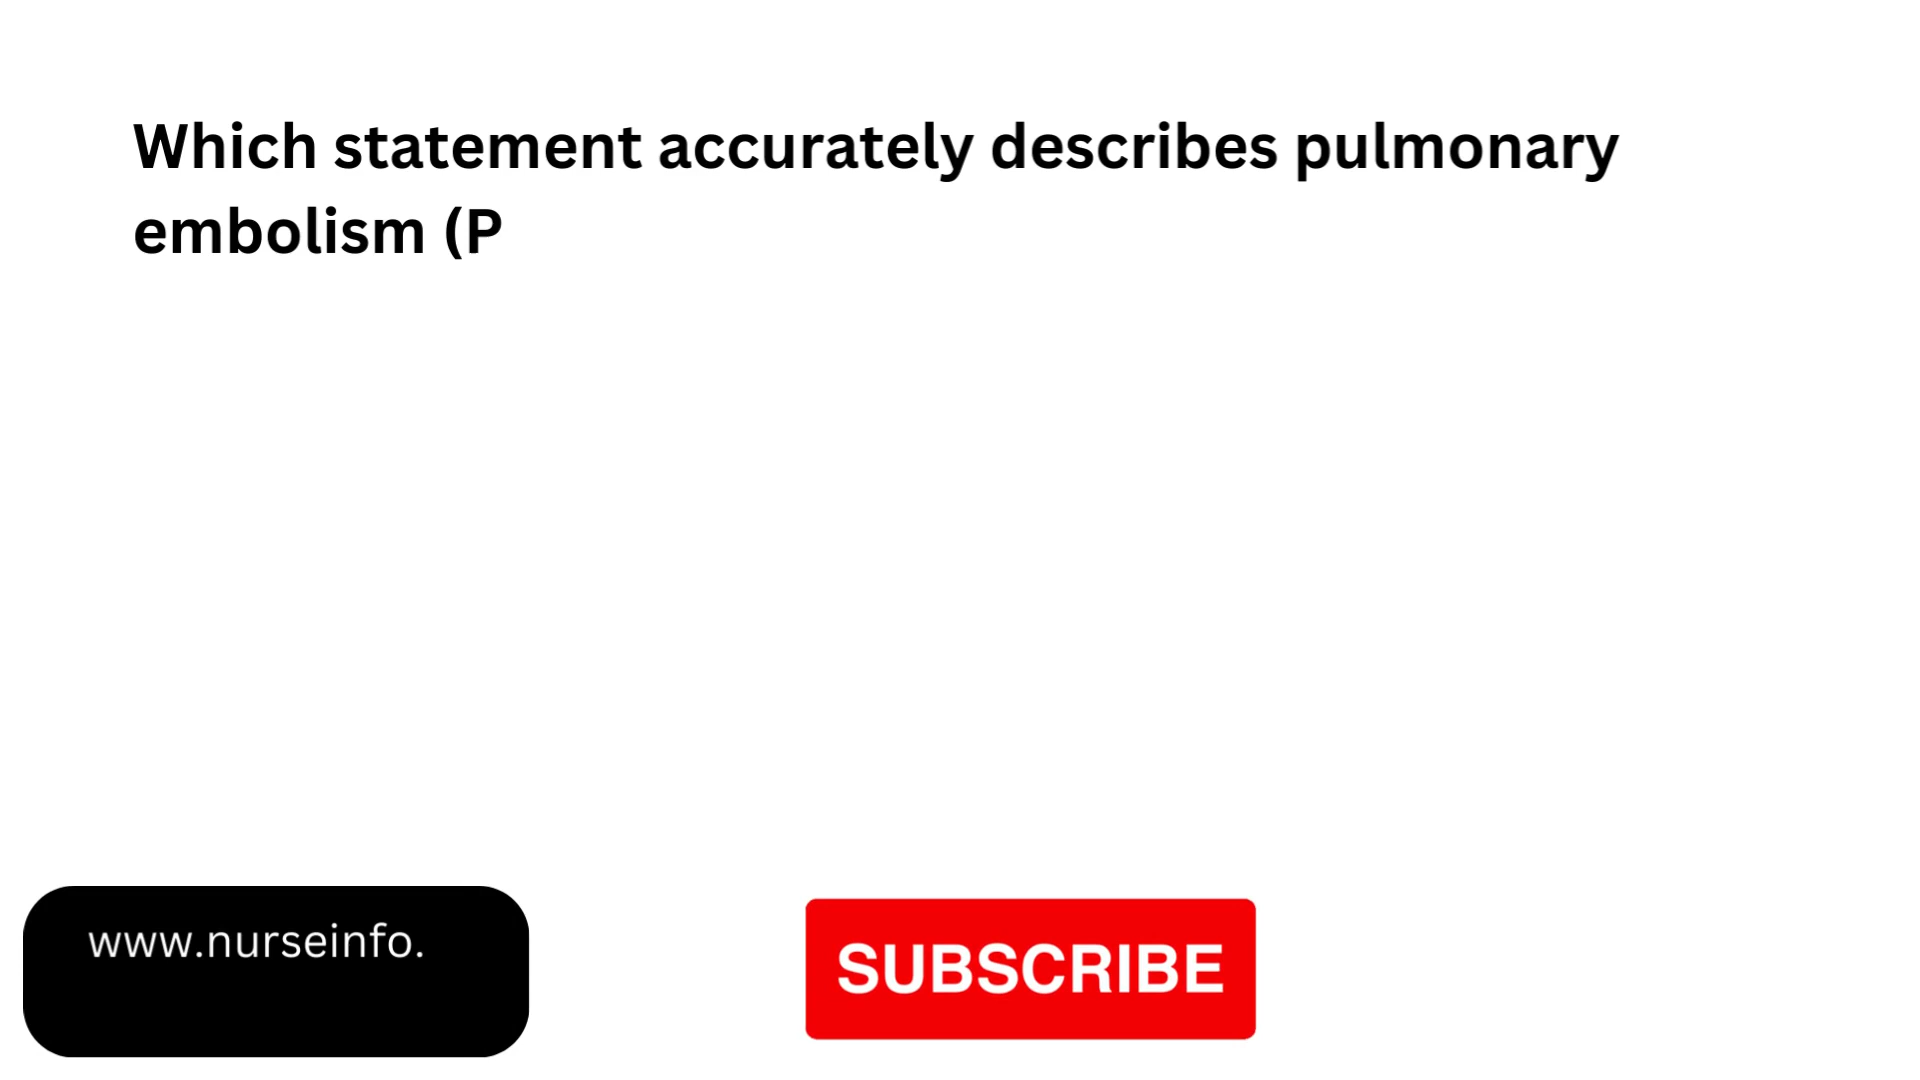 Which statement accurately describes pulmonary
embolism (P
www.nurseinfo.
SUBSCRIBE